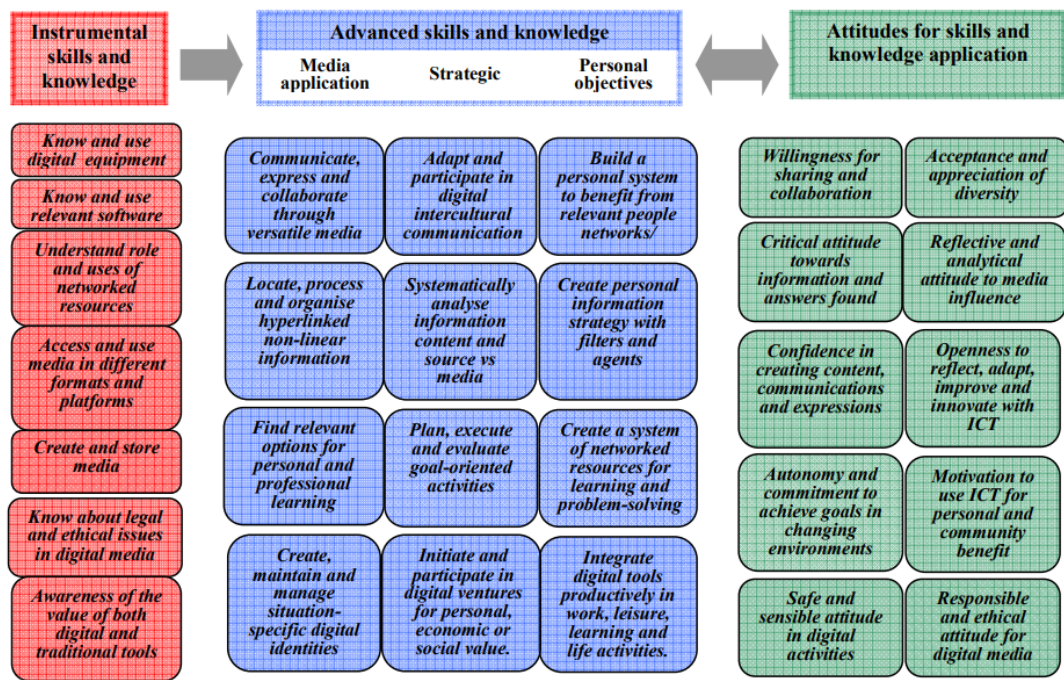 Instrumental
skills and
knowledge
Advanced skills and knowledge
Media
application
Strategic
Personal
objectives
Attitudes for skills and
knowledge application
Know and use
digital equipment
Know and use
relevant software
Understand role
and uses of
networked
resources
Access and use
media in different
formats and
platforms
Create and store
media
Know about legal
and ethical issues
in digital media
Awareness of the
value of both
digital and
traditional tools
Communicate,
express and
collaborate
through
versatile media
Adapt and
participate in
digital
intercultural
communication
Build a
personal system
to benefit from
relevant people
networks/
Locate, process
and organise
hyperlinked
non-linear
information
Systematically
analyse
information
content and
source vs
media
Create personal
information
strategy with
filters and
agents
Find relevant
options for
personal and
professional
learning
Plan, execute
and evaluate
goal-oriented
activities
Create a system
of networked
resources for
learning and
problem-solving
Create,
maintain and
manage
situation-
specific digital
identities
Initiate and
participate in
digital ventures
for personal,
economic or
social value.
Integrate
digital tools
productively in
work, leisure,
learning and
life activities.
Willingness for
sharing and
collaboration
Acceptance and
appreciation of
diversity
Critical attitude
towards
information and
answers found
Reflective and
analytical
attitude to media
influence
Confidence in
creating content,
communications
and expressions
Openness to
reflect, adapt,
improve and
innovate with
ICT
Autonomy and
commitment to
achieve goals in
changing
environments
Motivation to
use ICT for
personal and
community
benefit
Safe and
sensible attitude
in digital
activities
Responsible
and ethical
attitude for
digital media